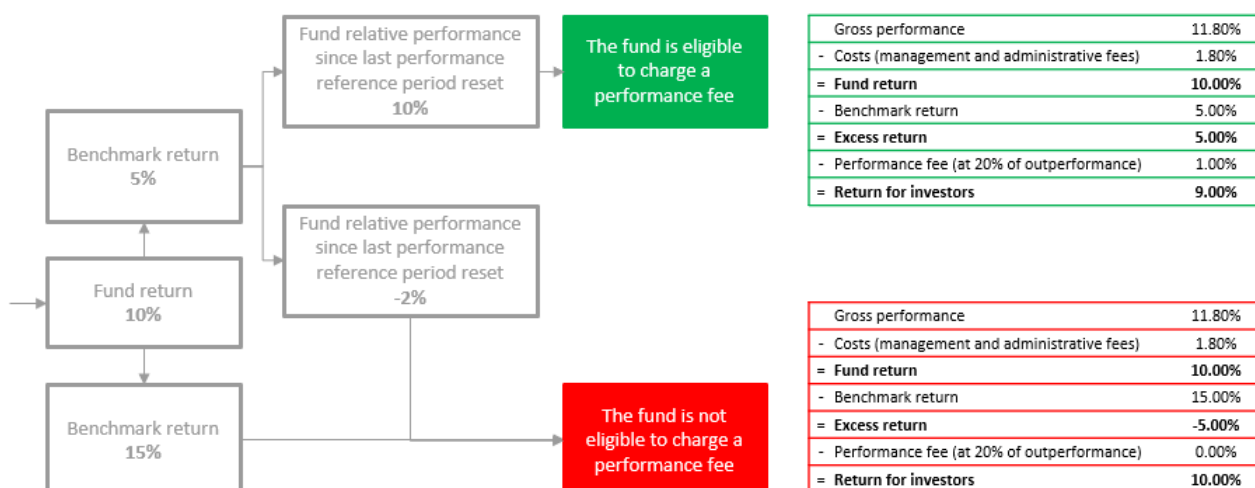 Fund relative performance
since last performance
reference period reset
10%
The fund is eligible
to charge a
performance fee
Benchmark return
5%
Fund relative performance
since last performance
reference period reset
-2%
Fund return
10%
Benchmark return
15%
The fund is not
eligible to charge a
performance fee
Gross performance 11.80%
- Costs (management and administrative fees) 1.80%
= Fund return 10.00%
- Benchmark return 5.00%
= Excess return 5.00%
- Performance fee (at 20% of outperformance) 1.00%
= Return for investors 9.00%
Gross performance 11.80%
- Costs (management and administrative fees) 1.80%
= Fund return 10.00%
- Benchmark return 15.00%
= Excess return -5.00%
- Performance fee (at 20% of outperformance) 0.00%
= Return for investors 10.00%